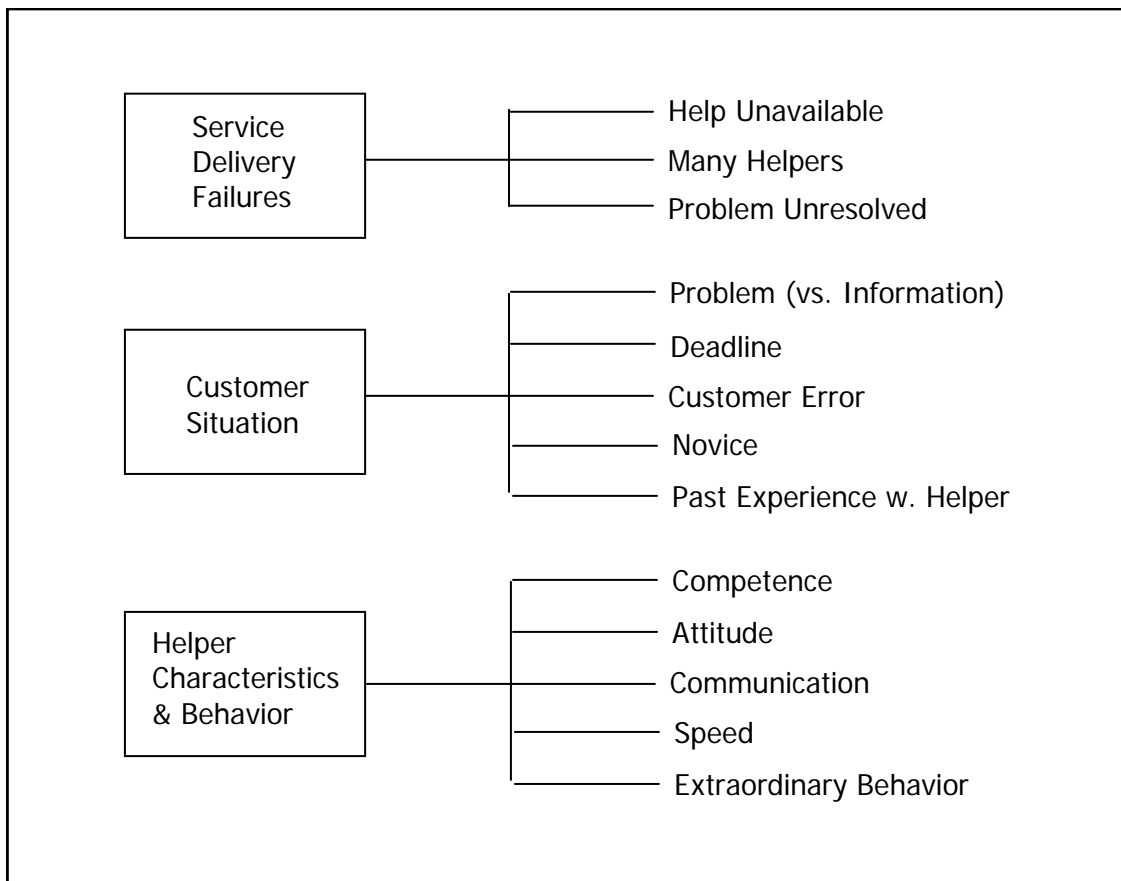 Service
Delivery
Failures
Help Unavailable
Many Helpers
Problem Unresolved
Customer
Situation
Problem (vs. Information)
Deadline
Customer Error
Novice
Past Experience w. Helper
Helper
Characteristics
& Behavior
Competence
Attitude
Communication
Speed
Extraordinary Behavior